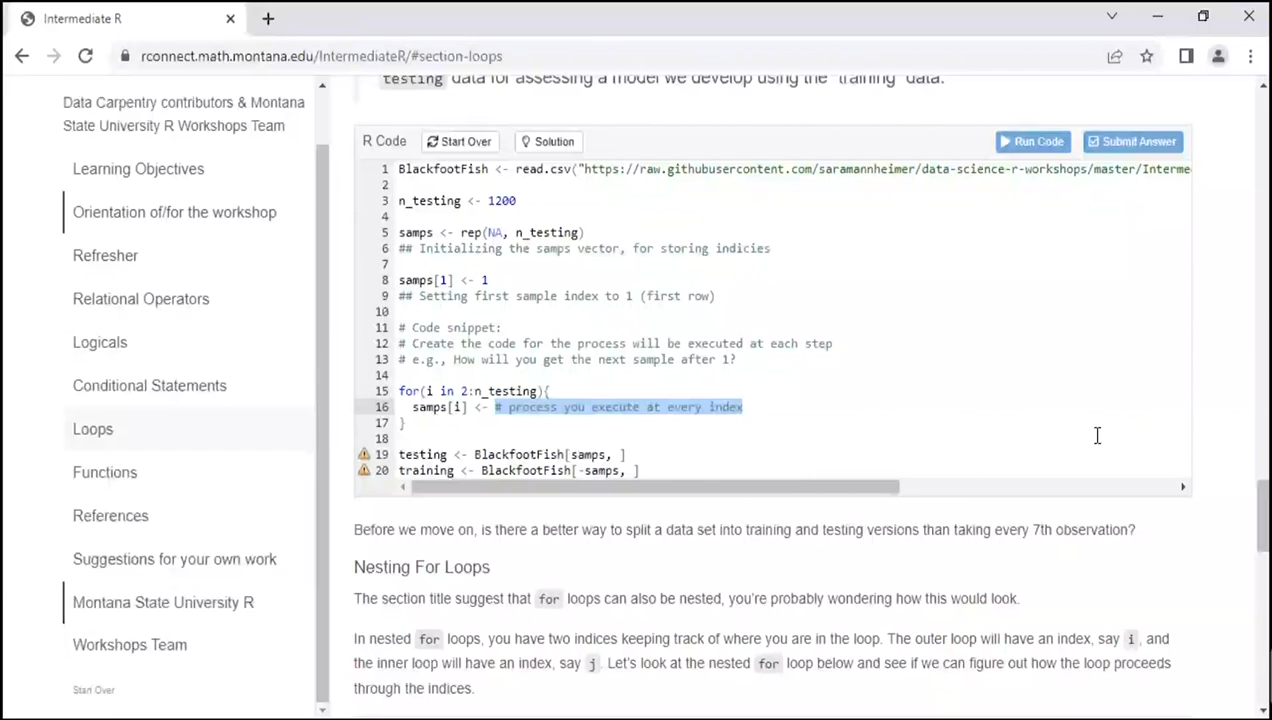 Intermediate R
rconnect.math.montana.edu/IntermediateR/#section-loops
Data Carpentry contributors & Montana
State University R Workshops Team
Learning Objectives
Orientation of/for the workshop
Refresher
Relational Operators
Logicals
Conditional Statements
Loops
Functions
References
Suggestions for your own work
Montana State University R
Workshops Team
Start Over
testing data for assessing a model we develop using the "training" data.
R Code Start Over Solution Run Code Submit Answer
1 BlackfootFish <- read.csv("https://raw.githubusercontent.com/saramannheimer/data-science-r-workshops/master/Interme
2
3 n_testing <- 1200
4
5 samps <- rep(NA, n_testing)
6 ## Initializing the samps vector, for storing indicies
7
8 samps[1] <- 1
9 ## Setting first sample index to 1 (first row)
10
11 # Code snippet:
12 # Create the code for the process will be executed at each step
13 # e.g., How will you get the next sample after 1?
14
15 for(i in 2:n_testing){
16 samps[i] <- # process you execute at every index
17 }
18
19 testing <- BlackfootFish[samps, ]
20 training <- BlackfootFish[-samps, ]
Before we move on, is there a better way to split a data set into training and testing versions than taking every 7th observation?
Nesting For Loops
The section title suggest that for loops can also be nested, you're probably wondering how this would look.
In nested for loops, you have two indices keeping track of where you are in the loop. The outer loop will have an index, say i, and
the inner loop will have an index, say j. Let's look at the nested for loop below and see if we can figure out how the loop proceeds
through the indices.